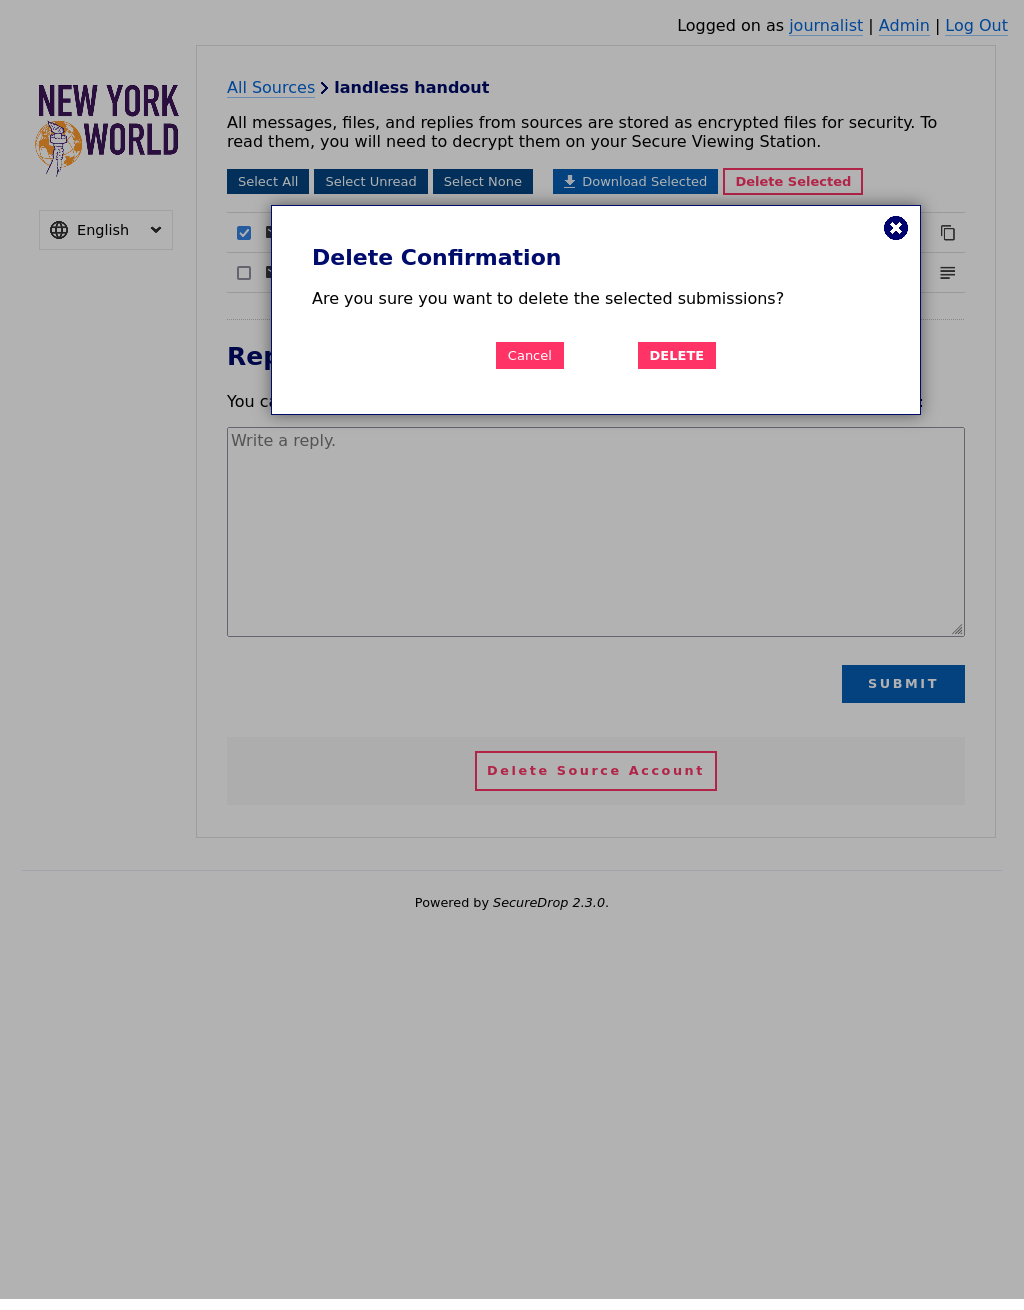 Logged on as journalist | Admin | Log Out
NEW YORK
WORLD
English
All Sources landless handout
All messages, files, and replies from sources are stored as encrypted files for security. To
read them, you will need to decrypt them on your Secure Viewing Station.
Select All Select Unread Select None Download Selected Delete Selected
Delete Confirmation
Are you sure you want to delete the selected submissions?
Cancel DELETE
You
Write a reply.
SUBMIT
Delete Source Account
Powered by SecureDrop 2.3.0.